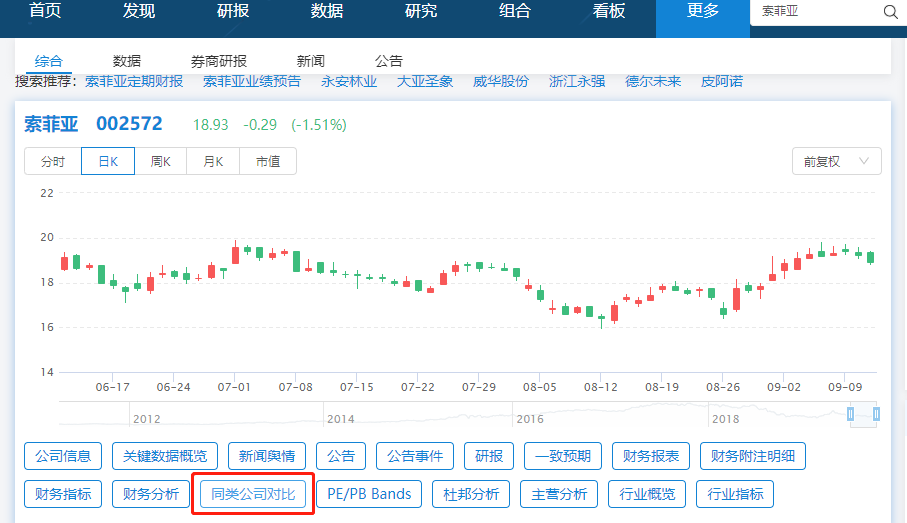 首页 发现 研报 数据 研究 组合 看板 更多 索菲亚
综合 数据 券商研报 新闻 公告
搜索推荐: 索菲亚定期财报 索菲亚业绩预告 永安林业 大亚圣象 威华股份 浙江永强 德尔未来 皮阿诺
索菲亚 002572 18.93 -0.29 (-1.51%)
分时 日K 周K 月K 市值 前复权
22
20
18
16
14
06-17 06-24 07-01 07-08 07-15 07-22 07-29 08-05 08-12 08-19 08-26 09-02 09-09
2012 2014 2016 2018
公司信息 关键数据概览 新闻舆情 公告 公告事件 研报 一致预期 财务报表 财务附注明细
财务指标 财务分析 同类公司对比 PE/PB Bands 杜邦分析 主营分析 行业概览 行业指标